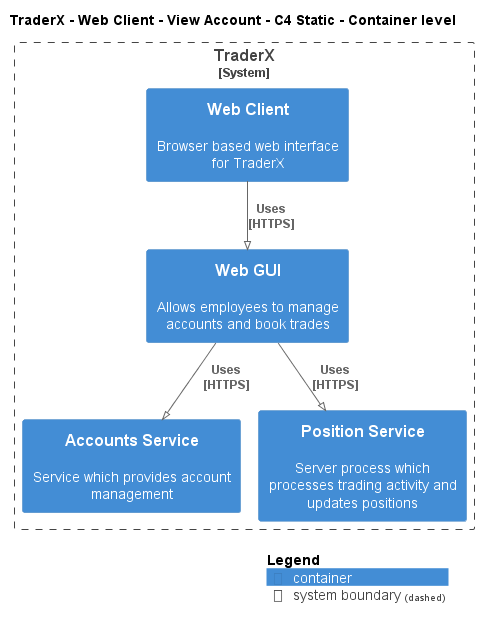 TraderX - Web Client - View Account - C4 Static - Container level
TraderX
[System]
Web Client
Browser based web interface
for TraderX
Uses
[HTTPS]
Web GUI
Allows employees to manage
accounts and book trades
Uses
[HTTPS]
Uses
[HTTPS]
Accounts Service
Service which provides account
management
Position Service
Server process which
processes trading activity and
updates positions
Legend
container
system boundary (dashed)